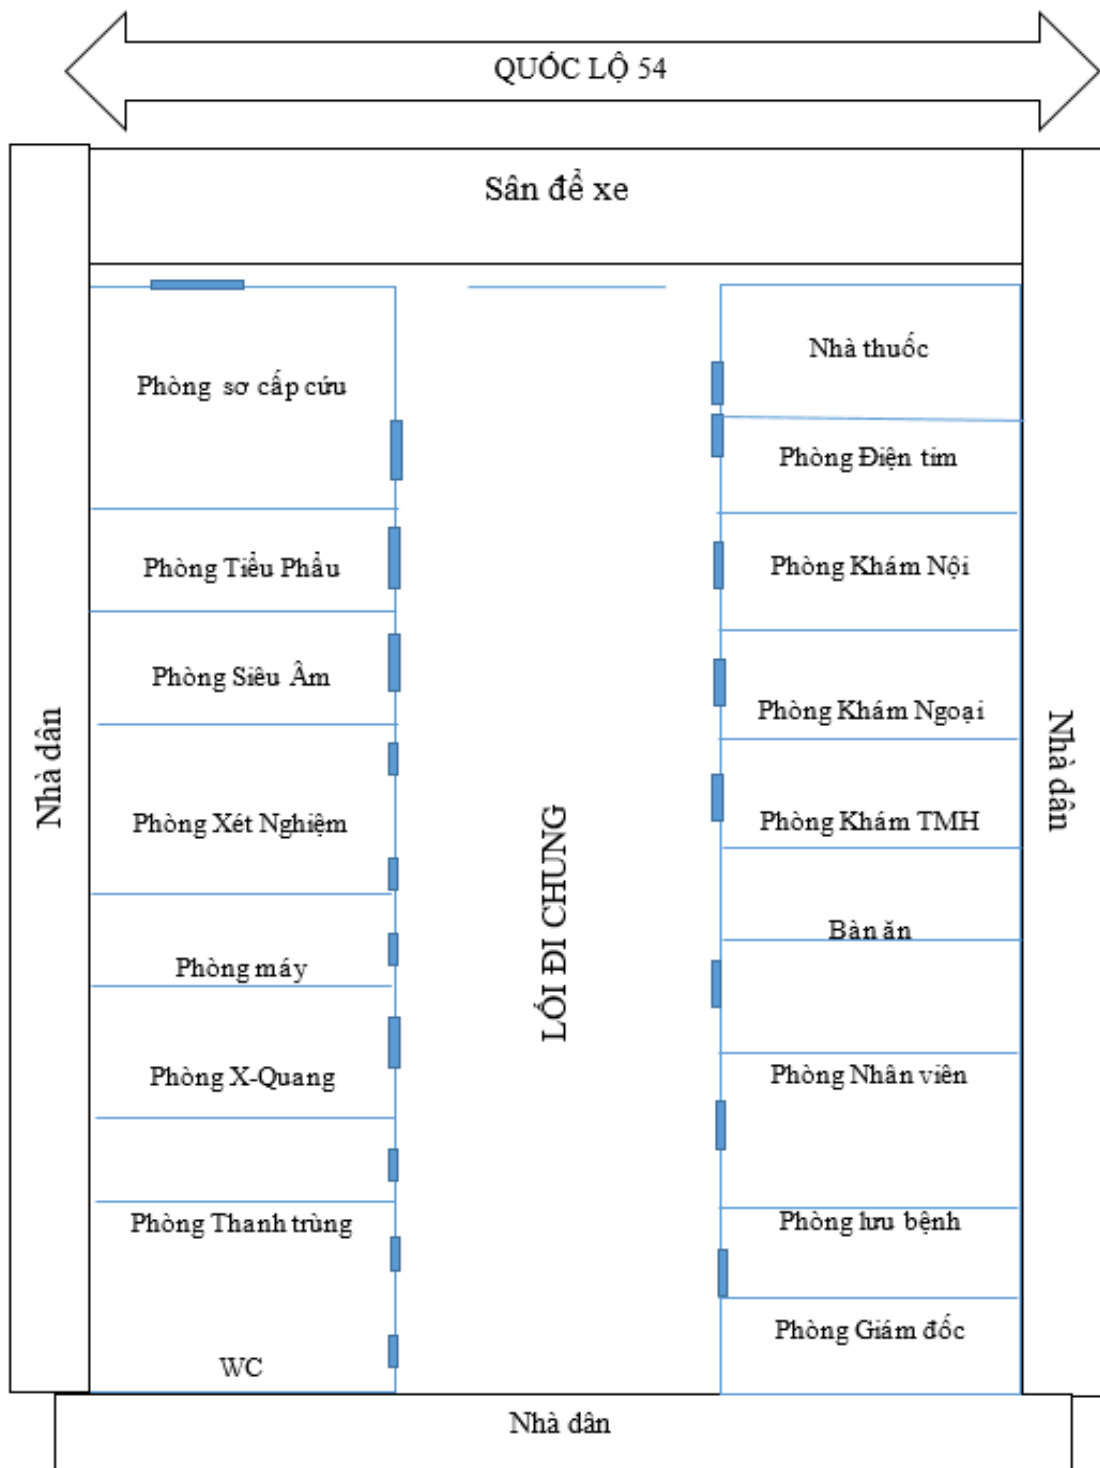 QUỐC LỘ 54
Sân để xe
Nhà dân
Phòng sơ cấp cứu
Phòng Tiểu Phẩu
Phòng Siêu Âm
Phòng Xét Nghiệm
Phòng máy
Phòng X-Quang
Phòng Thanh trùng
WC
LỐI ĐI CHUNG
Nhà thuốc
Phòng Điện tim
Phòng Khám Nội
Phòng Khám Ngoại
Phòng Khám TMH
Bàn ăn
Phòng Nhân viên
Phòng lưu bệnh
Phòng Giám đốc
Nhà dân
Nhà dân